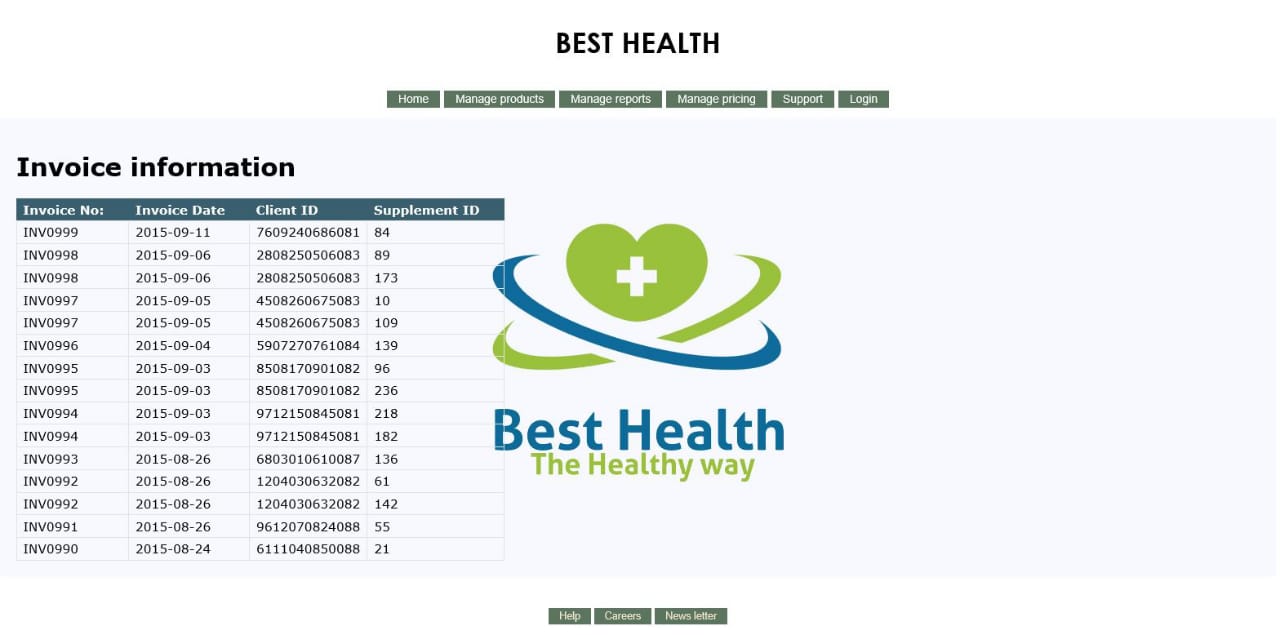 BEST HEALTH
Home Manage products Manage reports Manage pricing Support Login
Invoice information
Invoice No: Invoice Date Client ID Supplement ID
INV0999 2015-09-11 7609240686081 84
INV0998 2015-09-06 2808250506083 89
INV0998 2015-09-06 2808250506083 173
INV0997 2015-09-05 4508260675083 10
INV0997 2015-09-05 4508260675083 109
INV0996 2015-09-04 5907270761084 139
INV0995 2015-09-03 8508170901082 96
INV0995 2015-09-03 8508170901082 236
INV0994 2015-09-03 9712150845081 218
INV0994 2015-09-03 9712150845081 182
INV0993 2015-08-26 6803010610087 136
INV0992 2015-08-26 1204030632082 61
INV0992 2015-08-26 1204030632082 142
INV0991 2015-08-26 9612070824088 55
INV0990 2015-08-24 6111040850088 21
Best Health
The Healthy way
Help Careers News letter